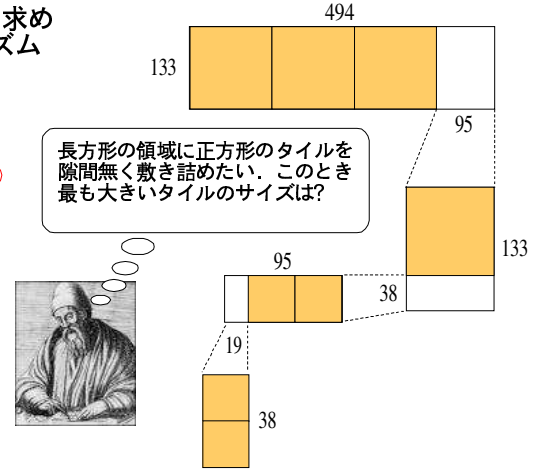 求め
ズム
494
133
95
長方形の領域に正方形のタイルを
隙間無く敷き詰めたい．このとき
最も大きいタイルのサイズは?
133
95
38
19
38